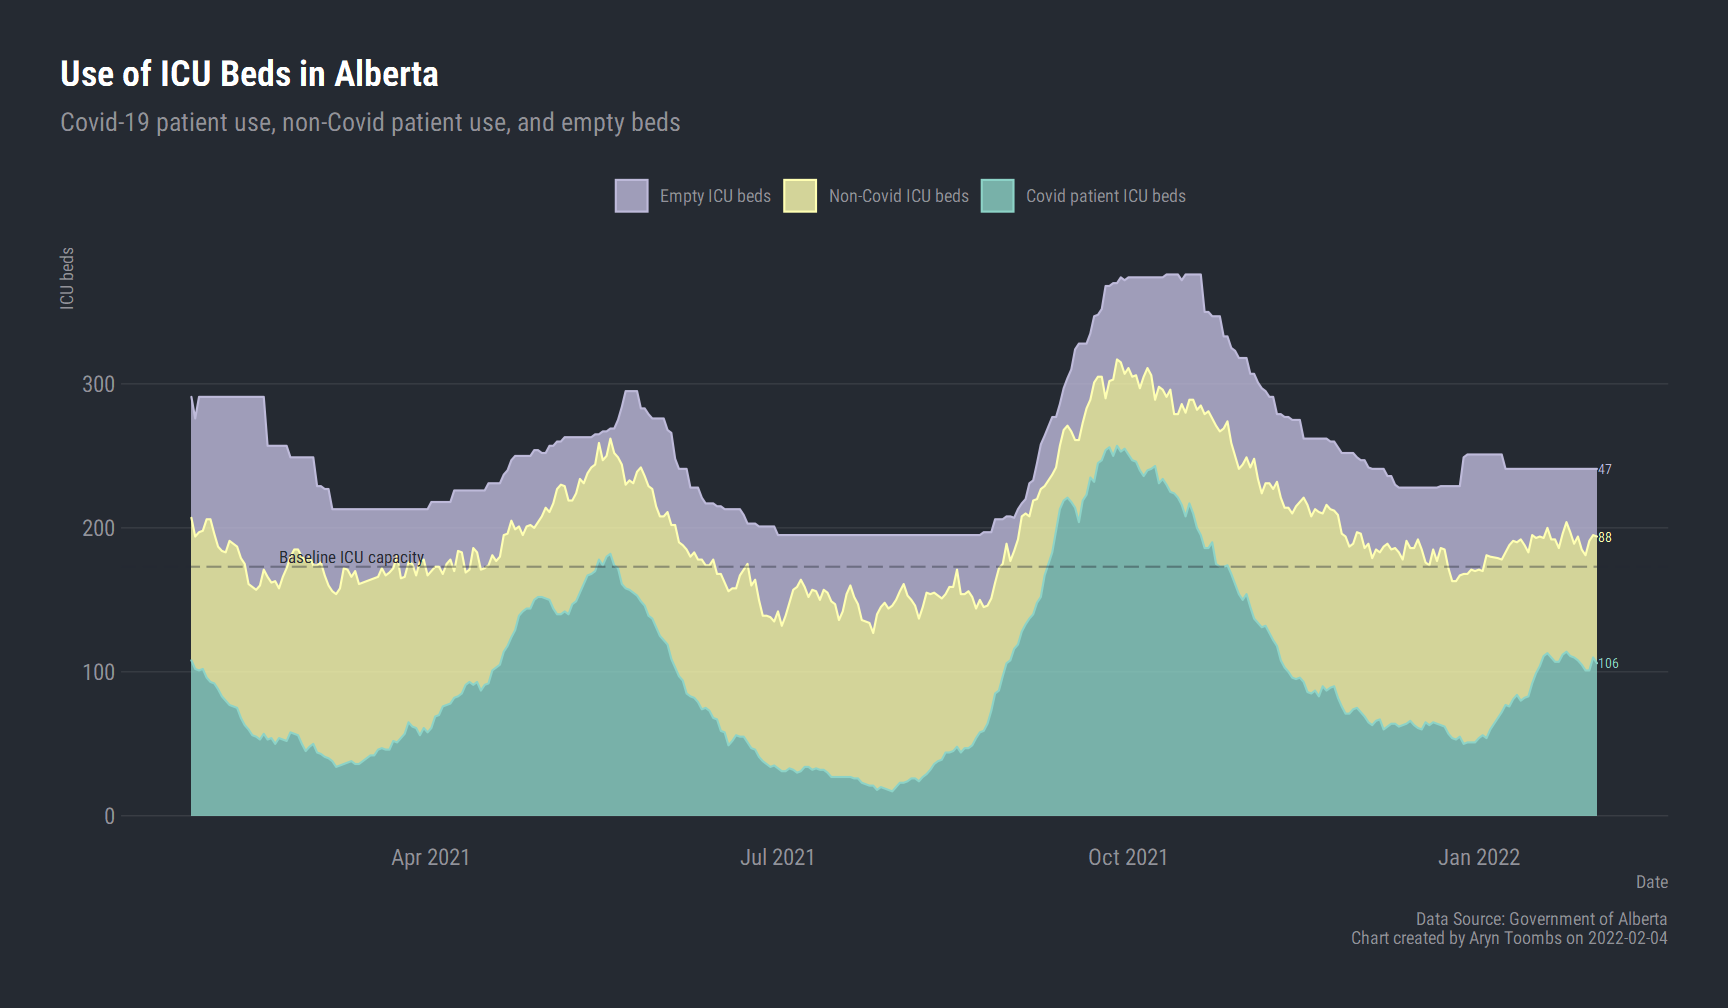 Use of ICU Beds in Alberta
Covid-19 patient use, non-Covid patient use, and empty beds
Empty ICU beds
Non-Covid ICU beds
Covid patient ICU beds
ICU beds
300
200
100
0
Baseline ICU capacity
47
88
106
Apr 2021
Jul 2021
Oct 2021
Jan 2022
Date
Data Source: Government of Alberta
Chart created by Aryn Toombs on 2022-02-04